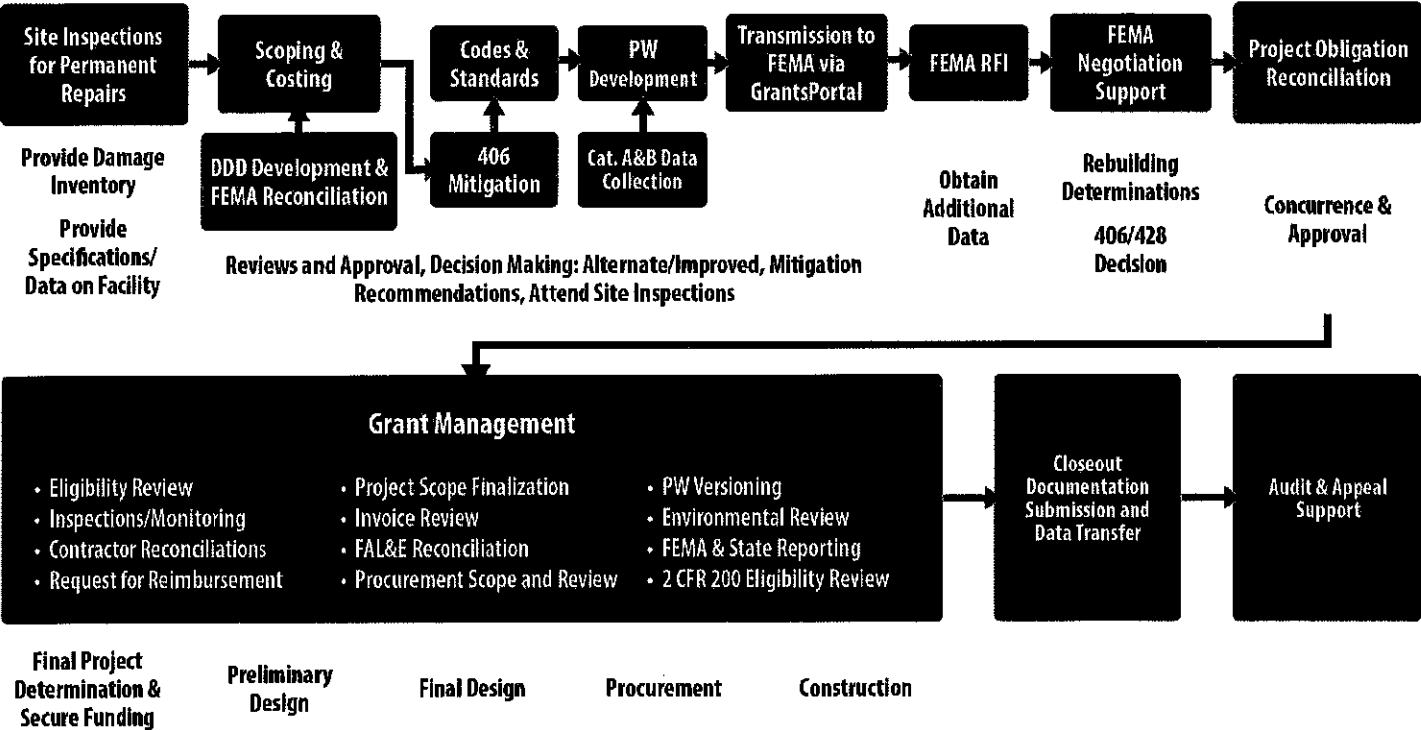 Site Inspections
for Permanent
Repairs
Scoping &
Costing
Codes &
Standards
PW
Development
Transmission to
FEMA via
GrantsPortal
FEMA RFI
FEMA
Negotiation
Support
Project Obligation
Reconciliation
DDD Development &
FEMA Reconciliation
406
Mitigation
Cat. A&B Data
Collection
Provide Damage
Inventory
Provide
Specifications/
Data on Facility
Reviews and Approval, Decision Making: Alternate/Improved, Mitigation
Recommendations, Attend Site Inspections
Obtain
Additional
Data
Rebuilding
Determinations
406/428
Decision
Concurrence &
Approval
Grant Management
• Eligibility Review
• Inspections/Monitoring
• Contractor Reconciliations
• Request for Reimbursement
• Project Scope Finalization
• Invoice Review
• FAL&E Reconciliation
• Procurement Scope and Review
• PW Versioning
• Environmental Review
• FEMA & State Reporting
• 2 CFR 200 Eligibility Review
Closeout
Documentation
Submission and
Data Transfer
Audit & Appeal
Support
Final Project
Determination &
Secure Funding
Preliminary
Design
Final Design
Procurement
Construction